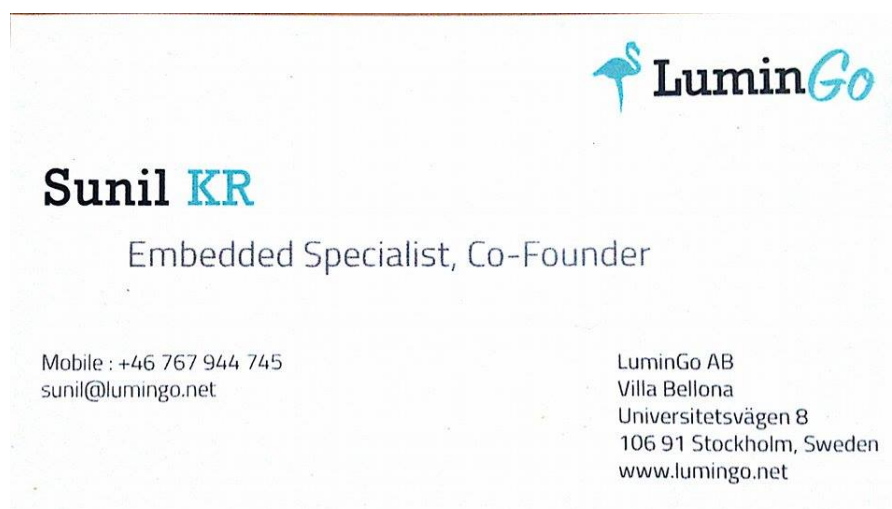 LuminGo
Sunil KR
Embedded Specialist, Co-Founder
Mobile : +46 767 944 745
sunil@lumingo.net
LuminGo AB
Villa Bellona
Universitetsvägen 8
106 91 Stockholm, Sweden
www.lumingo.net